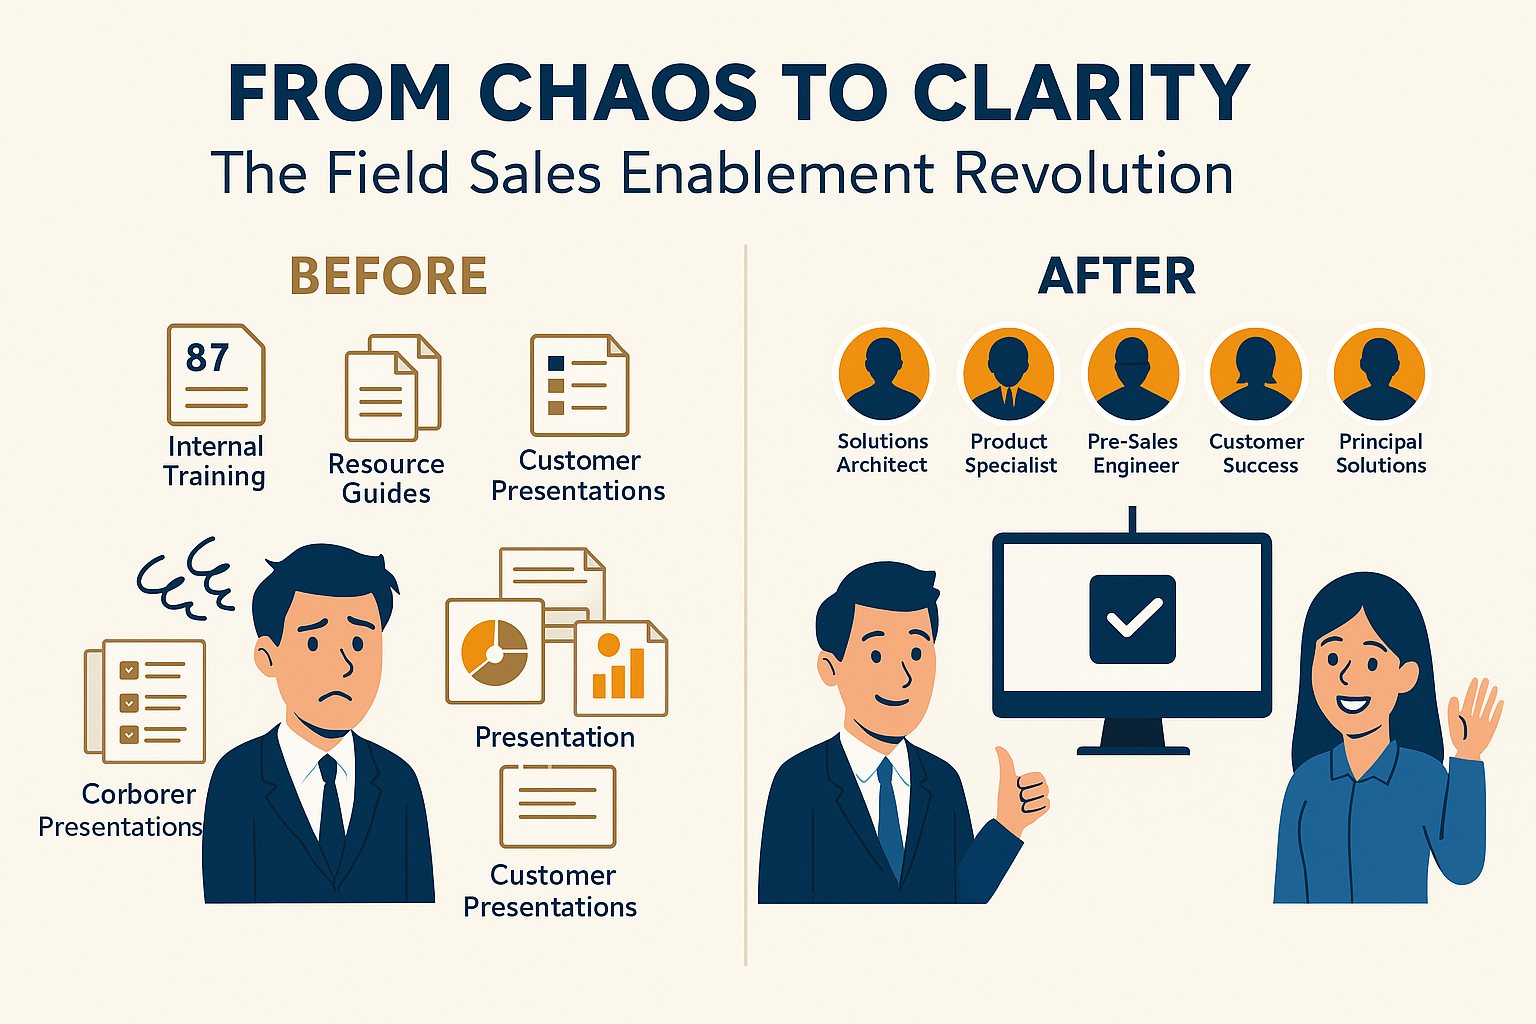 FROM CHAOS TO CLARITY
The Field Sales Enablement Revolution
BEFORE
87
Internal
Training
Resource
Guides
Customer
Presentations
Corborer
Presentations
Presentation
Customer
Presentations
AFTER
Solutions
Architect
Product
Specialist
Pre-Sales
Engineer
Customer
Success
Principal
Solutions